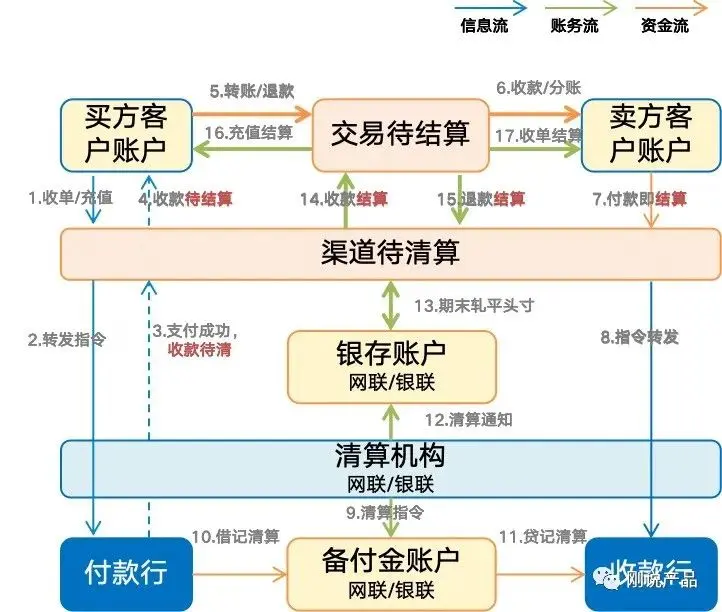 信息流 账务流 资金流
5.转账/退款
6.收款/分账
买方客
户账户
交易待结算
卖方客
户账户
16.充值结算
17.收单结算
1.收单/充值
4.收款待结算
14.收款结算
15.退款结算
7.付款即结算
渠道待清算
13.期末轧平头寸
2.转发指令
3.支付成功，
收款待清
8.指令转发
银存账户
网联/银联
12.清算通知
清算机构
网联/银联
9.清算指令
10.借记清算
11.贷记清算
付款行
备付金账户
网联/银联
收款行
刚说产品